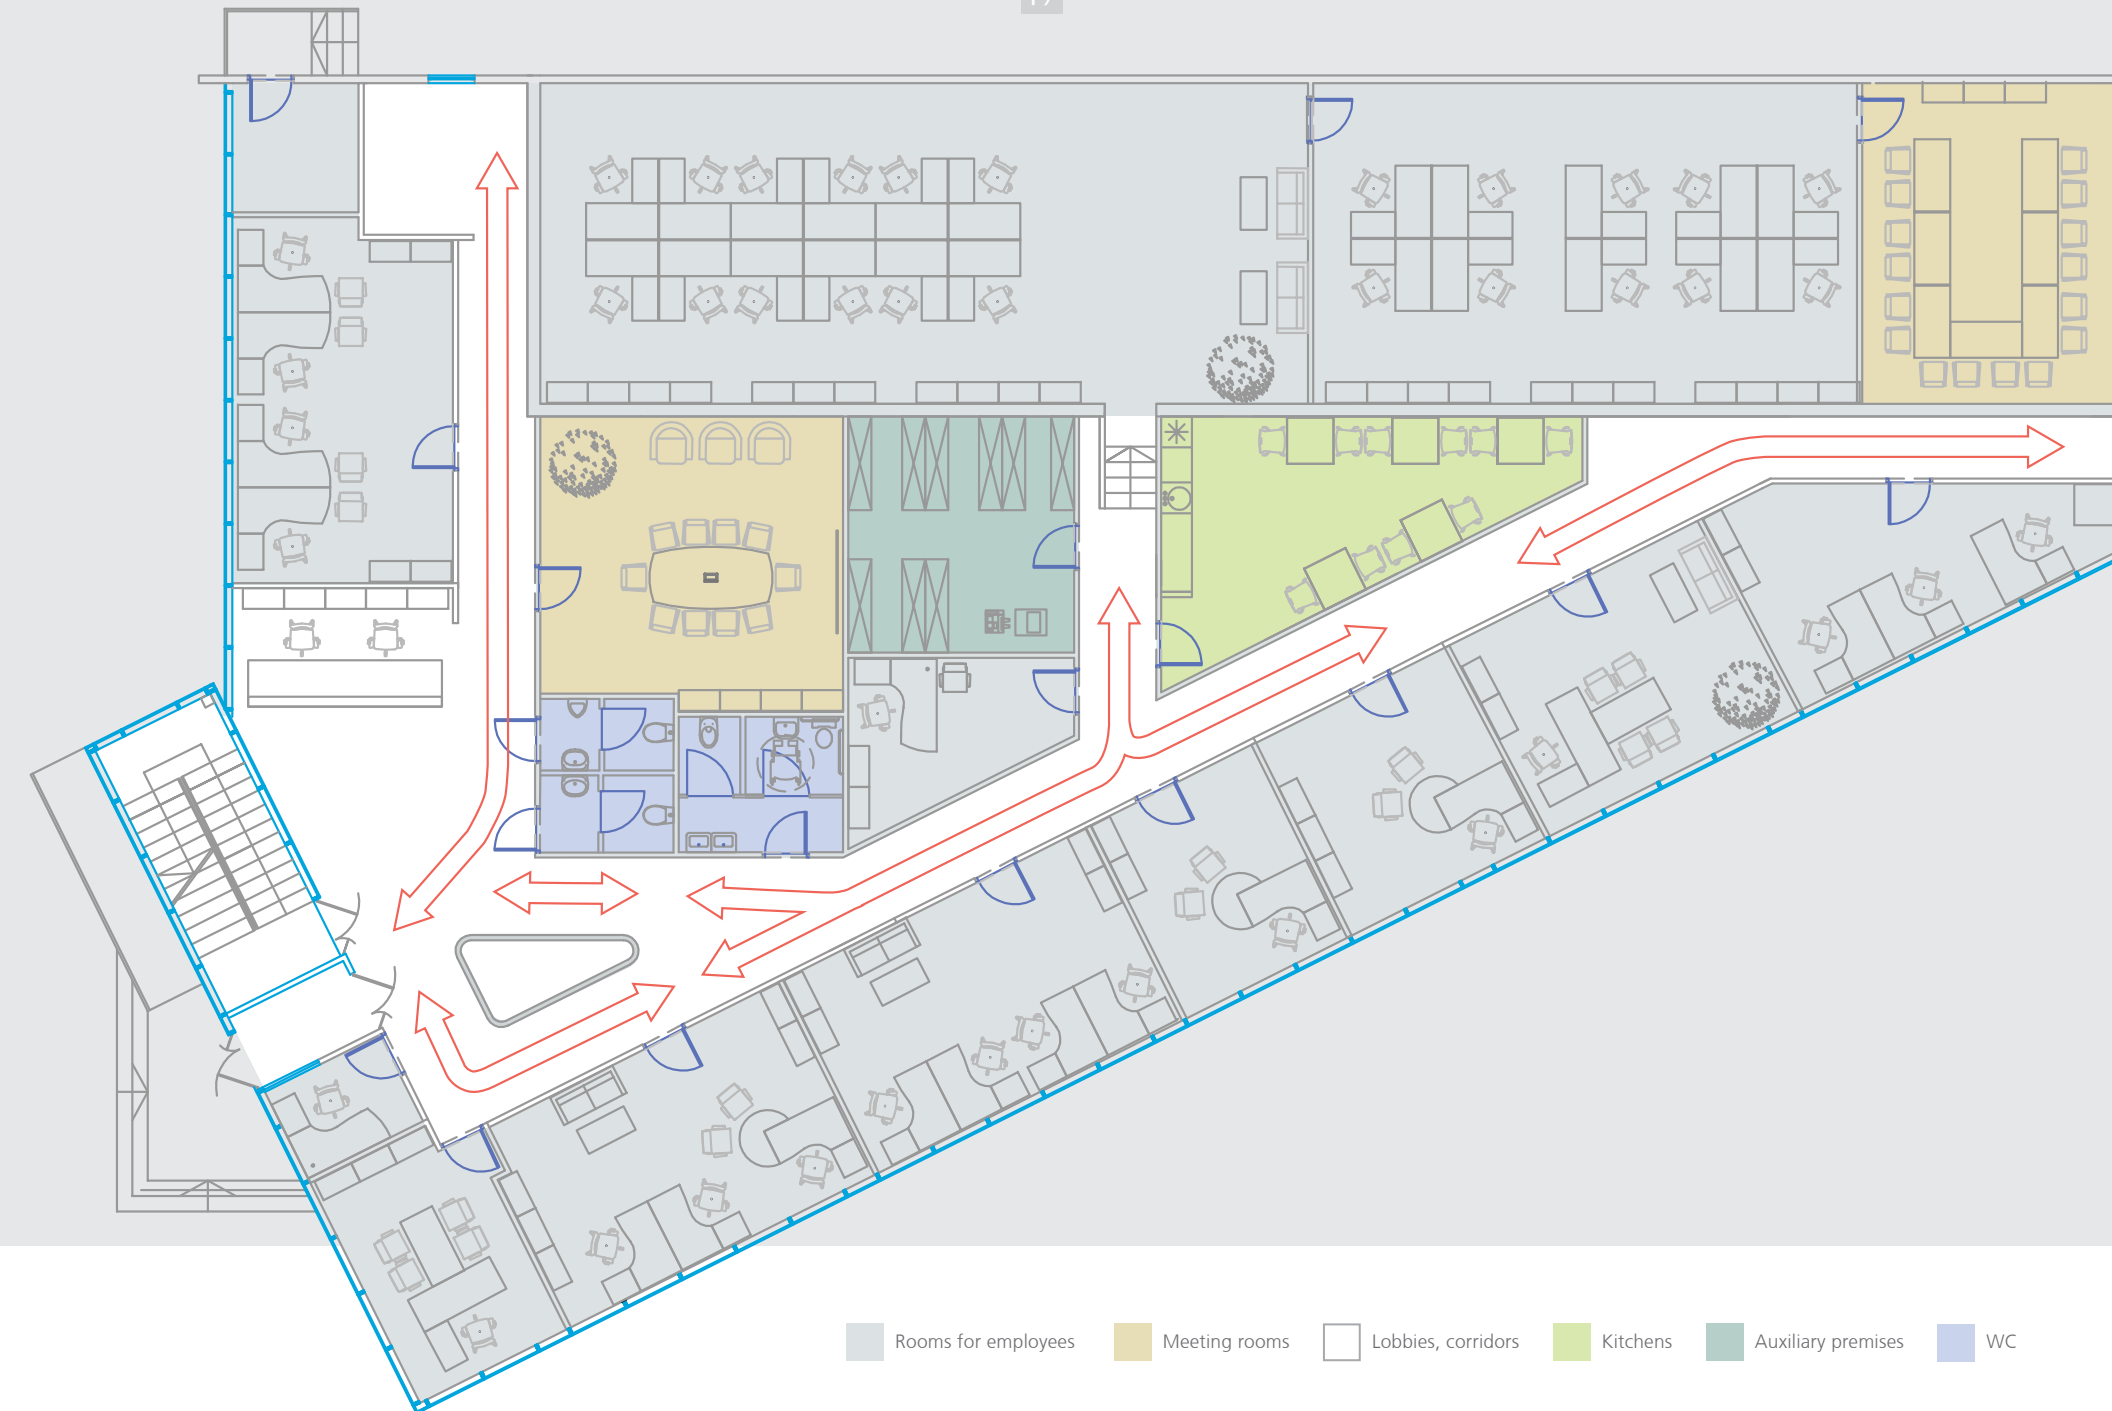 Rooms for employees
Meeting rooms
Lobbies, corridors
Kitchens
Auxiliary premises
WC